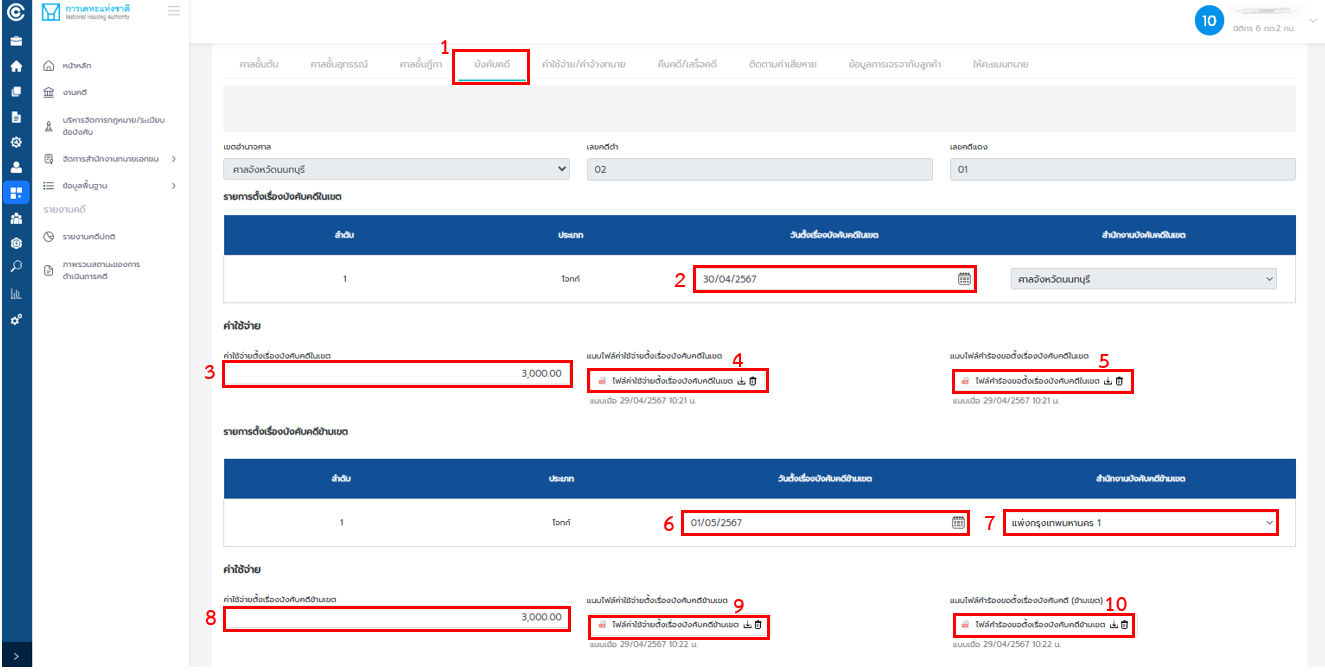 การเคหะแห่งชาติ
National Housing Authority
10
นิติกร 6 กด.2 กน.
หน้าหลัก
งานคดี
บริหารจัดการกฎหมาย/ระเบียบ
ข้อบังคับ
จัดการสำนักงานทนายเอกชน
ข้อมูลพื้นฐาน
รายงานคดี
รายงานคดีปกติ
ภาพรวมสถานะของการ
ดำเนินการคดี
1
ศาลชั้นต้น ศาลชั้นอุทธรณ์ ศาลชั้นฎีกา บังคับคดี ค่าใช้จ่าย/ค่าจ้างทนาย คืนคดี/เสร็จคดี ติดตามค่าเสียหาย ข้อมูลการเจรจากับลูกค้า ให้คะแนนทนาย
เขตอำนาจศาล เลขคดีดำ เลขคดีแดง
ศาลจังหวัดนนทบุรี 02 01
รายการตั้งเรื่องบังคับคดีในเขต
ลำดับ ประเภท วันตั้งเรื่องบังคับคดีในเขต สำนักงานบังคับคดีในเขต
1 โจทก์ 2 30/04/2567 ศาลจังหวัดนนทบุรี
ค่าใช้จ่าย
ค่าใช้จ่ายตั้งเรื่องบังคับคดีในเขต แนบไฟล์ค่าใช้จ่ายตั้งเรื่องบังคับคดีในเขต 4 แนบไฟล์คำร้องขอตั้งเรื่องบังคับคดีในเขต 5
3 3,000.00 ไฟล์ค่าใช้จ่ายตั้งเรื่องบังคับคดีในเขต ไฟล์คำร้องขอตั้งเรื่องบังคับคดีในเขต
แนบเมื่อ 29/04/2567 10:21 น. แนบเมื่อ 29/04/2567 10:21 น.
รายการตั้งเรื่องบังคับคดีข้ามเขต
ลำดับ ประเภท วันตั้งเรื่องบังคับคดีข้ามเขต สำนักงานบังคับคดีข้ามเขต
1 โจทก์ 6 01/05/2567 7 แพ่งกรุงเทพมหานคร 1
ค่าใช้จ่าย
ค่าใช้จ่ายตั้งเรื่องบังคับคดีข้ามเขต แนบไฟล์ค่าใช้จ่ายตั้งเรื่องบังคับคดีข้ามเขต 9 แนบไฟล์คำร้องขอตั้งเรื่องบังคับคดี (ข้ามเขต) 10
8 3,000.00 ไฟล์ค่าใช้จ่ายตั้งเรื่องบังคับคดีข้ามเขต ไฟล์คำร้องขอตั้งเรื่องบังคับคดีข้ามเขต
แนบเมื่อ 29/04/2567 10:22 น. แนบเมื่อ 29/04/2567 10:22 น.